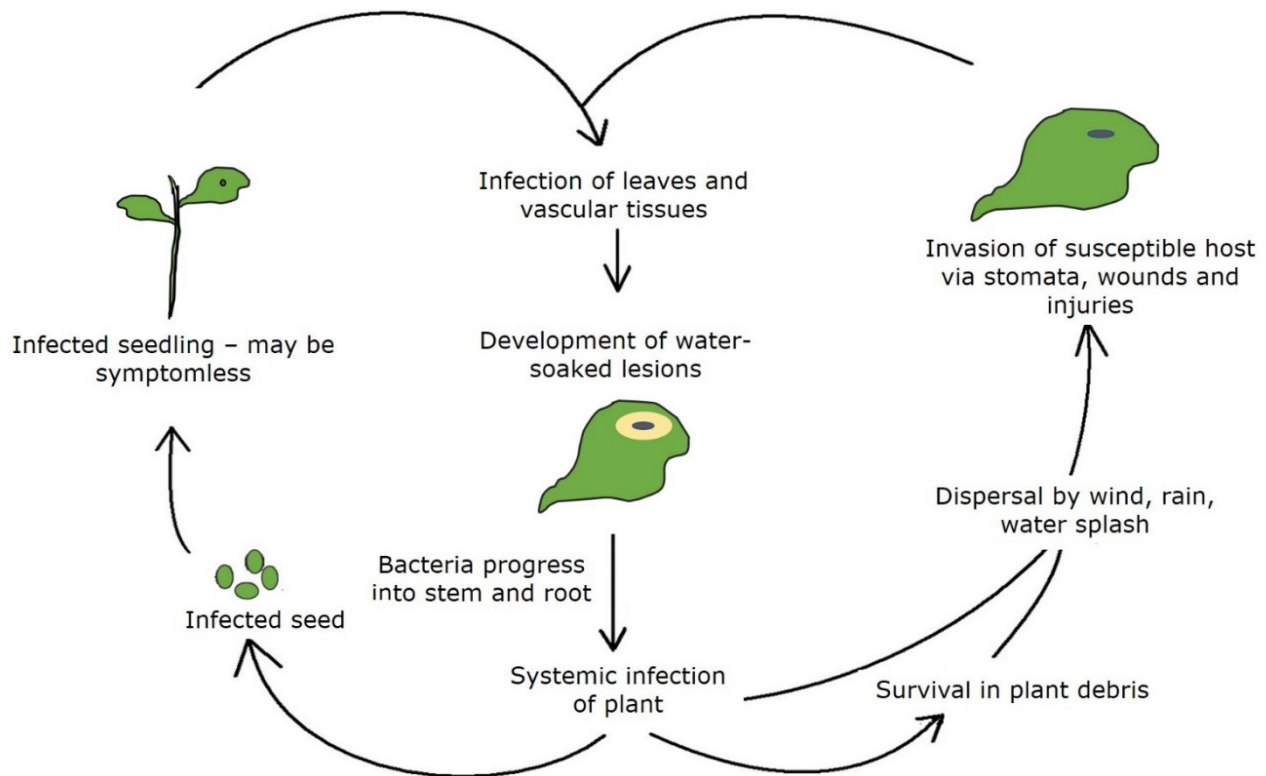 Infection of leaves and
vascular tissues
Development of water-
soaked lesions
Bacteria progress
into stem and root
Systemic infection
of plant
Infected seed
Infected seedling – may be
symptomless
Survival in plant debris
Dispersal by wind, rain,
water splash
Invasion of susceptible host
via stomata, wounds and
injuries